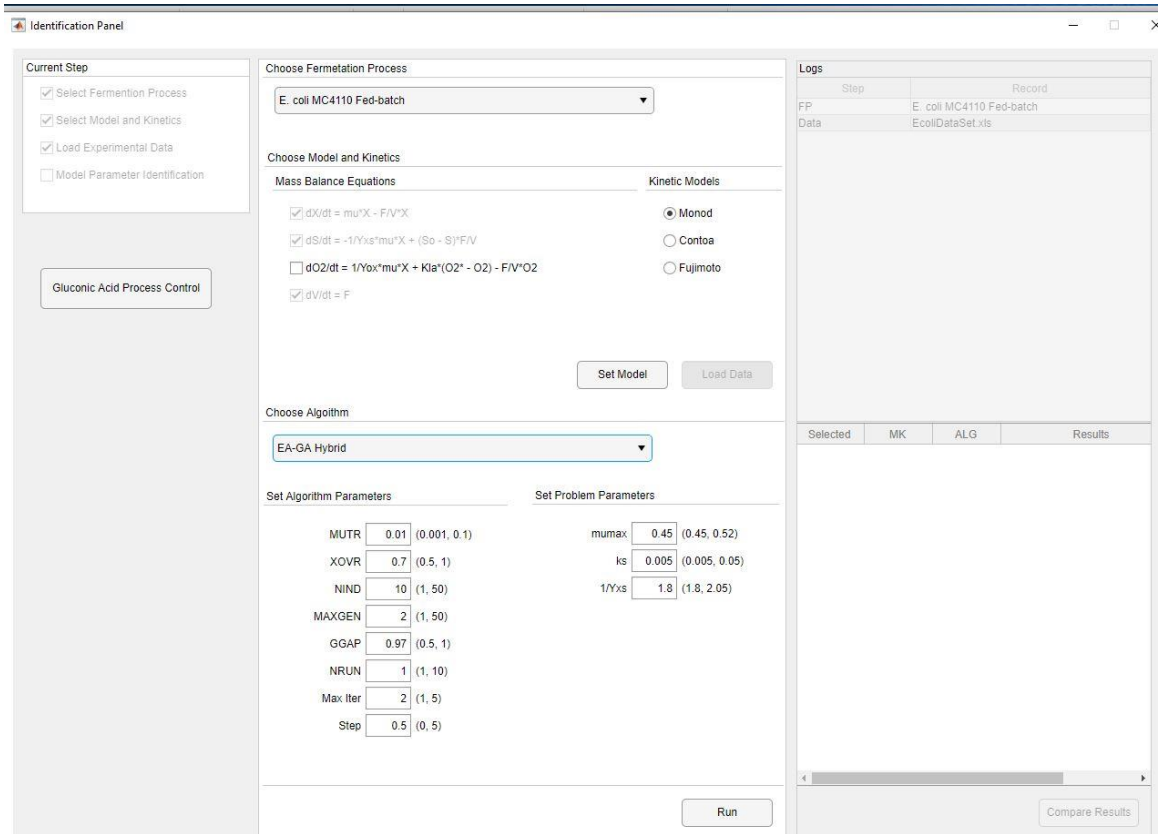 Identification Panel
Current Step
Select Fermention Process
Select Model and Kinetics
Load Experimental Data
Model Parameter Identification
Gluconic Acid Process Control
Choose Fermetation Process
E. coli MC4110 Fed-batch
Choose Model and Kinetics
Mass Balance Equations
dX/dt = mu*X - F/V*X
dS/dt = -1/Yxs*mu*X + (So - S)*F/V
dO2/dt = 1/Yox*mu*X + Kla*(O2* - O2) - F/V*O2
dV/dt = F
Kinetic Models
Monod
Contoa
Fujimoto
Set Model Load Data
Choose Algoithm
EA-GA Hybrid
Set Algorithm Parameters
MUTR 0.01 (0.001, 0.1)
XOVR 0.7 (0.5, 1)
NIND 10 (1, 50)
MAXGEN 2 (1, 50)
GGAP 0.97 (0.5, 1)
NRUN 1 (1, 10)
Max Iter 2 (1, 5)
Step 0.5 (0, 5)
Set Problem Parameters
mumax 0.45 (0.45, 0.52)
ks 0.005 (0.005, 0.05)
1/Yxs 1.8 (1.8, 2.05)
Run
Logs
Step Record
FP E. coli MC4110 Fed-batch
Data EcoliDataSet.xls
Selected MK ALG Results
Compare Results